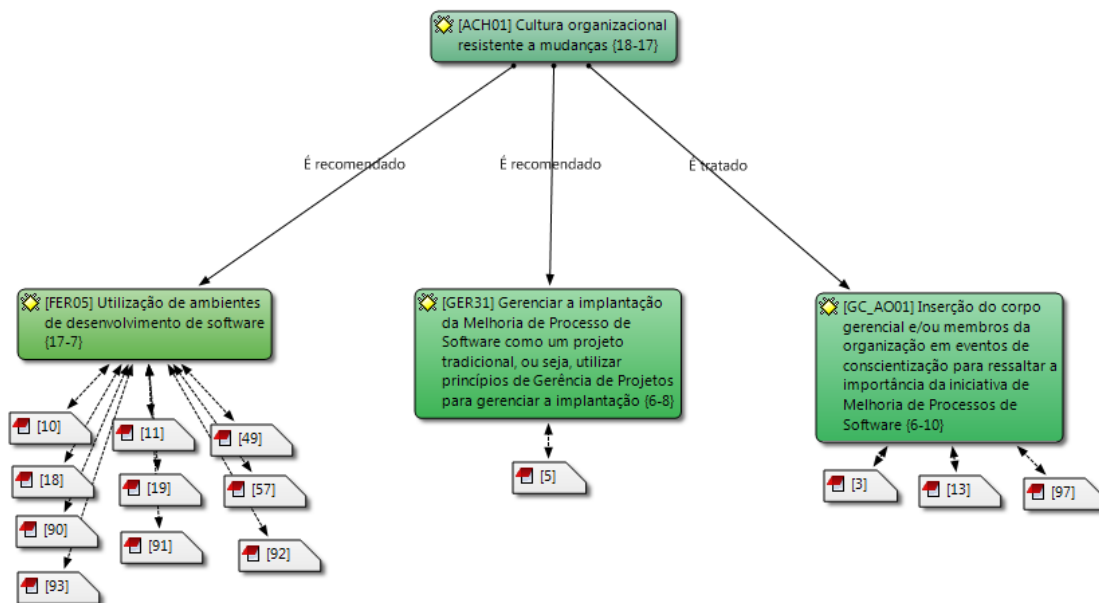 [ACH01] Cultura organizacional
resistente a mudanças {18-17}
É recomendado
É recomendado
É tratado
[FER05] Utilização de ambientes
de desenvolvimento de software
{17-7}
[GER31] Gerenciar a implantação
da Melhoria de Processo de
Software como um projeto
tradicional, ou seja, utilizar
princípios de Gerência de Projetos
para gerenciar a implantação {6-8}
[GC_AO01] Inserção do corpo
gerencial e/ou membros da
organização em eventos de
conscientização para ressaltar a
importância da iniciativa de
Melhoria de Processos de
Software {6-10}
[10]
[11]
[49]
[18]
[19]
[57]
[90]
[91]
[92]
[93]
[5]
[3]
[13]
[97]